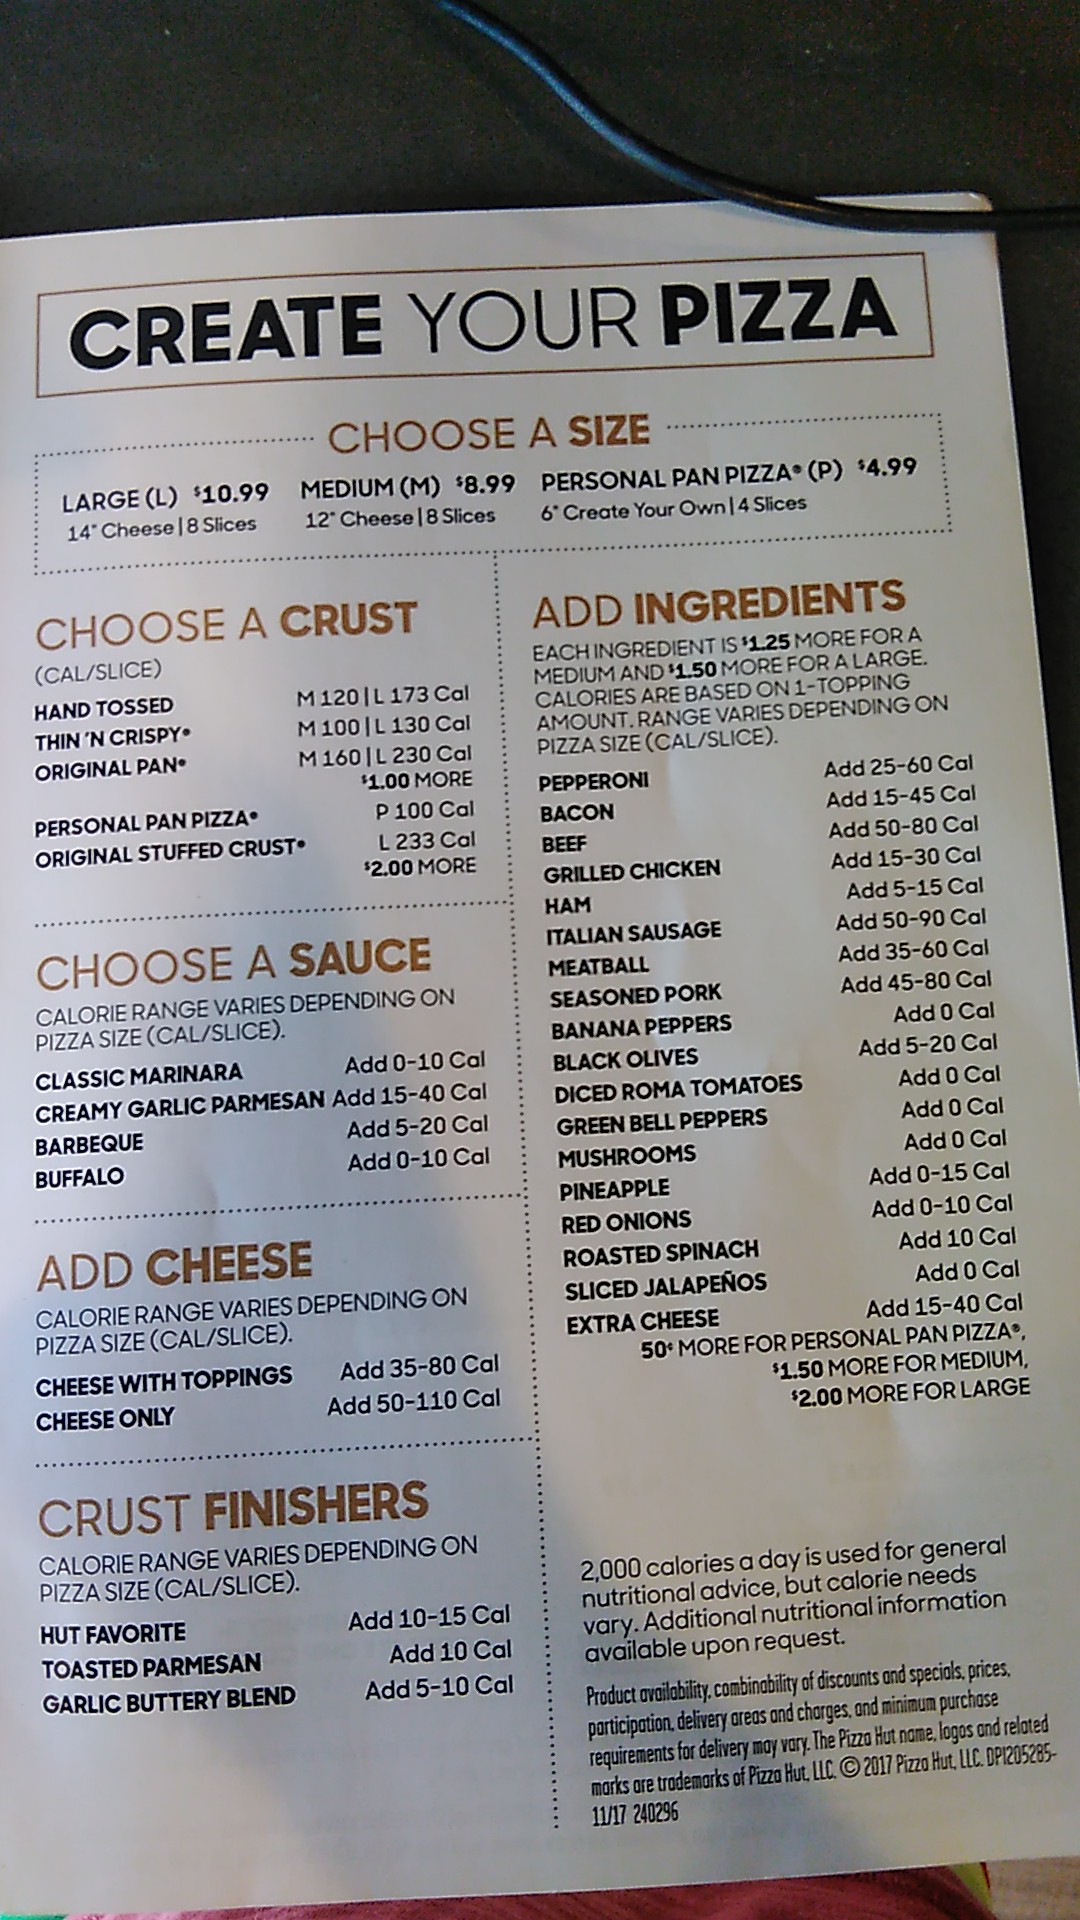 CREATE YOUR PIZZA
CHOOSE A SIZE
LARGE (L) $10.99
14" Cheese | 8 Slices
MEDIUM (M) $8.99
12" Cheese | 8 Slices
PERSONAL PAN PIZZA® (P) $4.99
6" Create Your Own | 4 Slices
CHOOSE A CRUST
(CAL/SLICE)
HAND TOSSED M 120 | L 173 Cal
THIN 'N CRISPY® M 100 | L 130 Cal
ORIGINAL PAN® M 160 | L 230 Cal
$1.00 MORE
PERSONAL PAN PIZZA® P 100 Cal
ORIGINAL STUFFED CRUST® L 233 Cal
$2.00 MORE
CHOOSE A SAUCE
CALORIE RANGE VARIES DEPENDING ON
PIZZA SIZE (CAL/SLICE).
CLASSIC MARINARA Add 0-10 Cal
CREAMY GARLIC PARMESAN Add 15-40 Cal
BARBEQUE Add 5-20 Cal
BUFFALO Add 0-10 Cal
ADD CHEESE
CALORIE RANGE VARIES DEPENDING ON
PIZZA SIZE (CAL/SLICE).
CHEESE WITH TOPPINGS Add 35-80 Cal
CHEESE ONLY Add 50-110 Cal
CRUST FINISHERS
CALORIE RANGE VARIES DEPENDING ON
PIZZA SIZE (CAL/SLICE).
HUT FAVORITE Add 10-15 Cal
TOASTED PARMESAN Add 10 Cal
GARLIC BUTTERY BLEND Add 5-10 Cal
ADD INGREDIENTS
EACH INGREDIENT IS $1.25 MORE FOR A
MEDIUM AND $1.50 MORE FOR A LARGE.
CALORIES ARE BASED ON 1-TOPPING
AMOUNT. RANGE VARIES DEPENDING ON
PIZZA SIZE (CAL/SLICE).
PEPPERONI Add 25-60 Cal
BACON Add 15-45 Cal
BEEF Add 50-80 Cal
GRILLED CHICKEN Add 15-30 Cal
HAM Add 5-15 Cal
ITALIAN SAUSAGE Add 50-90 Cal
MEATBALL Add 35-60 Cal
SEASONED PORK Add 45-80 Cal
BANANA PEPPERS Add 0 Cal
BLACK OLIVES Add 5-20 Cal
DICED ROMA TOMATOES Add 0 Cal
GREEN BELL PEPPERS Add 0 Cal
MUSHROOMS Add 0 Cal
PINEAPPLE Add 0-15 Cal
RED ONIONS Add 0-10 Cal
ROASTED SPINACH Add 10 Cal
SLICED JALAPEÑOS Add 0 Cal
EXTRA CHEESE Add 15-40 Cal
50¢ MORE FOR PERSONAL PAN PIZZA®,
$1.50 MORE FOR MEDIUM,
$2.00 MORE FOR LARGE
2,000 calories a day is used for general
nutritional advice, but calorie needs
vary. Additional nutritional information
available upon request.
Product availability, combinability of discounts and specials, prices,
participation, delivery areas and charges, and minimum purchase
requirements for delivery may vary. The Pizza Hut name, logos and related
marks are trademarks of Pizza Hut, LLC. © 2017 Pizza Hut, LLC. DPI205285-
11/17 240296